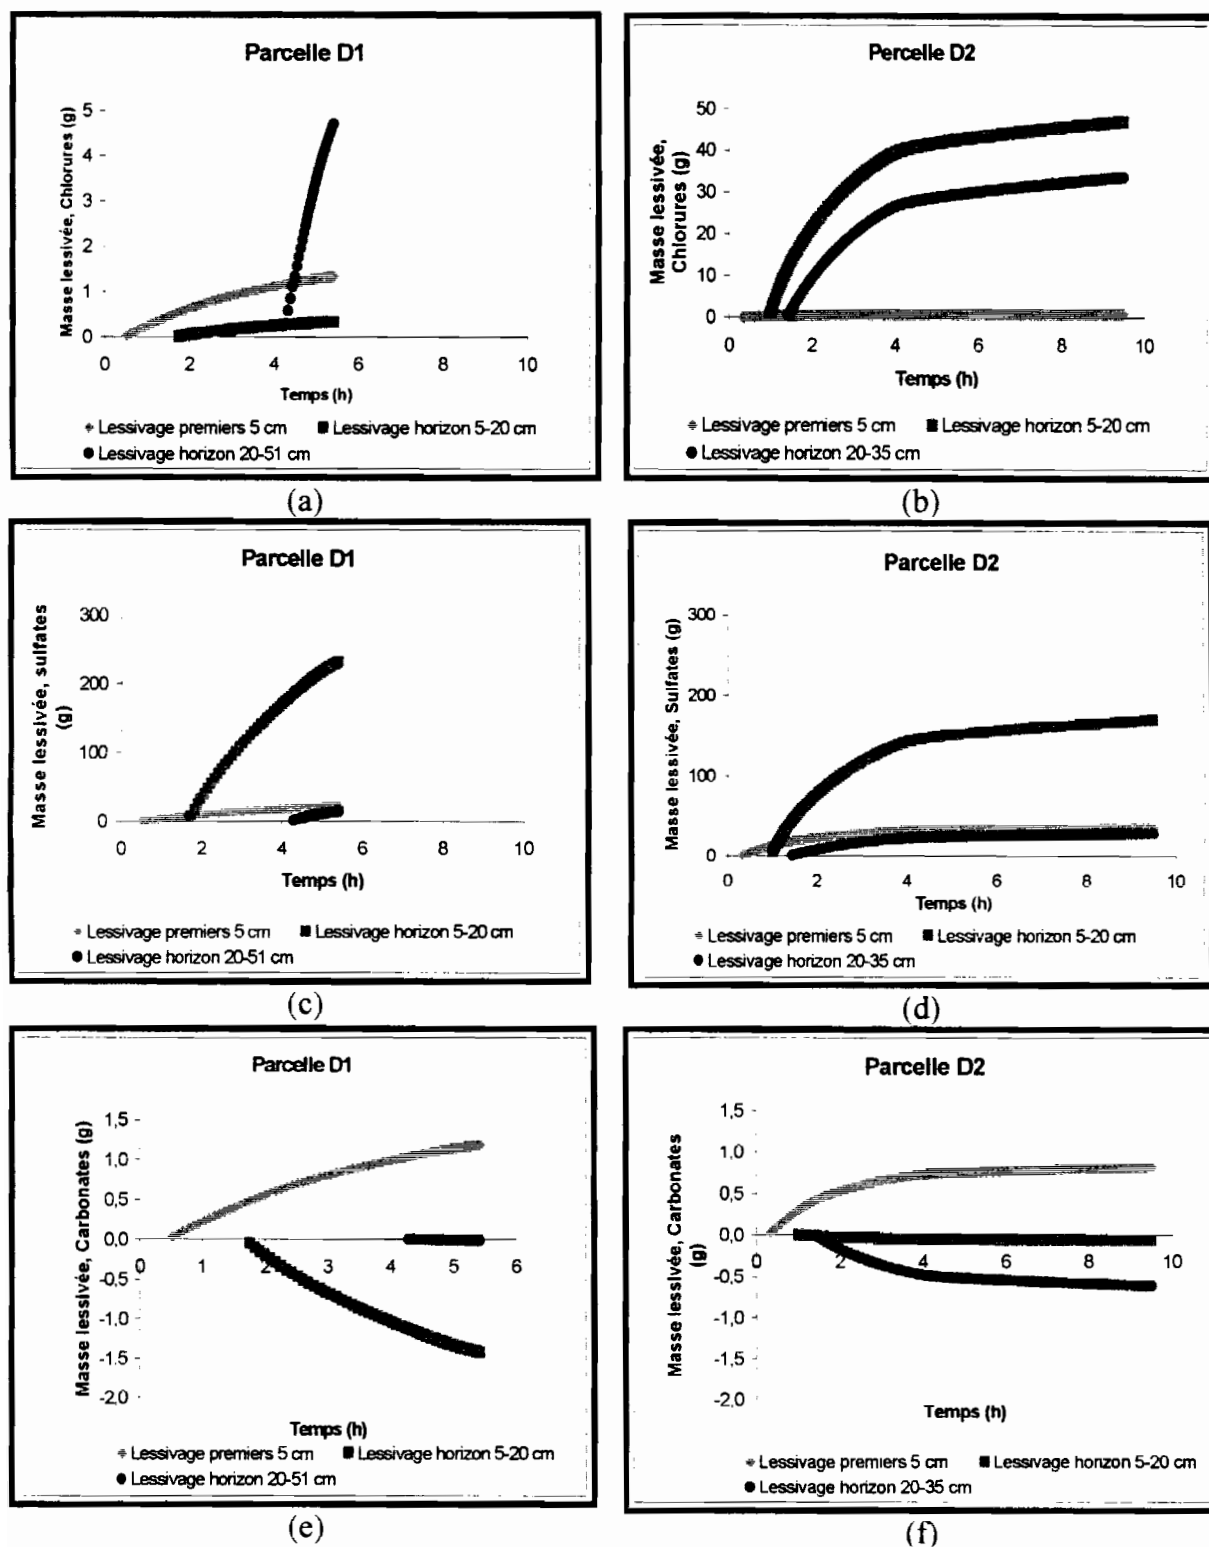 Parcelle D1
Masse lessivée, Chlorures (g)
5
4
3
2
1
0
0 2 4 6 8 10
Temps (h)
Lessivage premiers 5 cm Lessivage horizon 5-20 cm
Lessivage horizon 20-51 cm
(a)
Percelle D2
Masse lessivée,
Chlorures (g)
50
40
30
20
10
0
0 2 4 6 8 10
Temps (h)
Lessivage premiers 5 cm Lessivage horizon 5-20 cm
Lessivage horizon 20-35 cm
(b)
Parcelle D1
Masse lessivée, sulfates
(g)
300
200
100
0
0 2 4 6 8 10
Temps (h)
Lessivage premiers 5 cm Lessivage horizon 5-20 cm
Lessivage horizon 20-51 cm
(c)
Parcelle D2
Masse lessivée, Sulfates (g)
300
200
100
0
0 2 4 6 8 10
Temps (h)
Lessivage premiers 5 cm Lessivage horizon 5-20 cm
Lessivage horizon 20-35 cm
(d)
Parcelle D1
Masse lessivée, Carbonates (g)
1,5
1,0
0,5
0,0
-0,5
-1,0
-1,5
-2,0
0 1 2 3 4 5 6
Temps (h)
Lessivage premiers 5 cm Lessivage horizon 5-20 cm
Lessivage horizon 20-51 cm
(e)
Parcelle D2
Masse lessivée, Carbonates
(g)
1,5
1,0
0,5
0,0
-0,5
-1,0
-1,5
-2,0
0 2 4 6 8 10
Temps (h)
Lessivage premiers 5 cm Lessivage horizon 5-20 cm
Lessivage horizon 20-35 cm
(f)